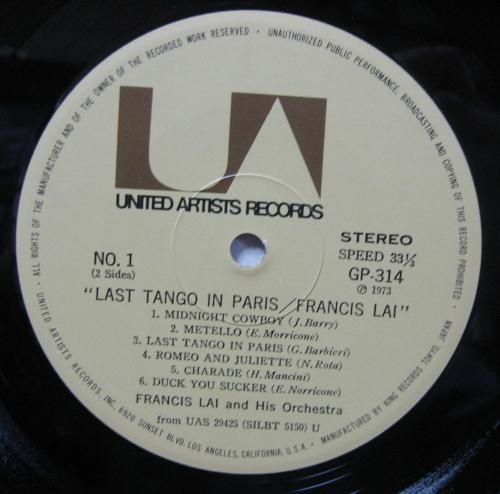 ALL RIGHTS OF THE MANUFACTURER AND OF THE OWNER OF THE RECORDED WORK RESERVED • UNAUTHORIZED PUBLIC PERFORMANCE, BROADCASTING AND COPYING OF THIS RECORD PROHIBITED
UA
UNITED ARTISTS RECORDS
NO. 1
(2 Sides)
STEREO
SPEED 33⅓
GP-314
Ⓟ 1973
"LAST TANGO IN PARIS / FRANCIS LAI"
1. MIDNIGHT COWBOY (J. Barry)
2. METELLO (E. Morricone)
3. LAST TANGO IN PARIS (G. Barbieri)
4. ROMEO AND JULIETTE (N. Rota)
5. CHARADE (H. Mancini)
6. DUCK YOU SUCKER (E. Norricone)
FRANCIS LAI and His Orchestra
from UAS 29425 (SILBT 5150) U
UNITED ARTISTS RECORDS, INC. 6920 SUNSET BLVD. LOS ANGELES, CALIFORNIA, U.S.A. • MANUFACTURED BY KING RECORDS TOKYO, JAPAN